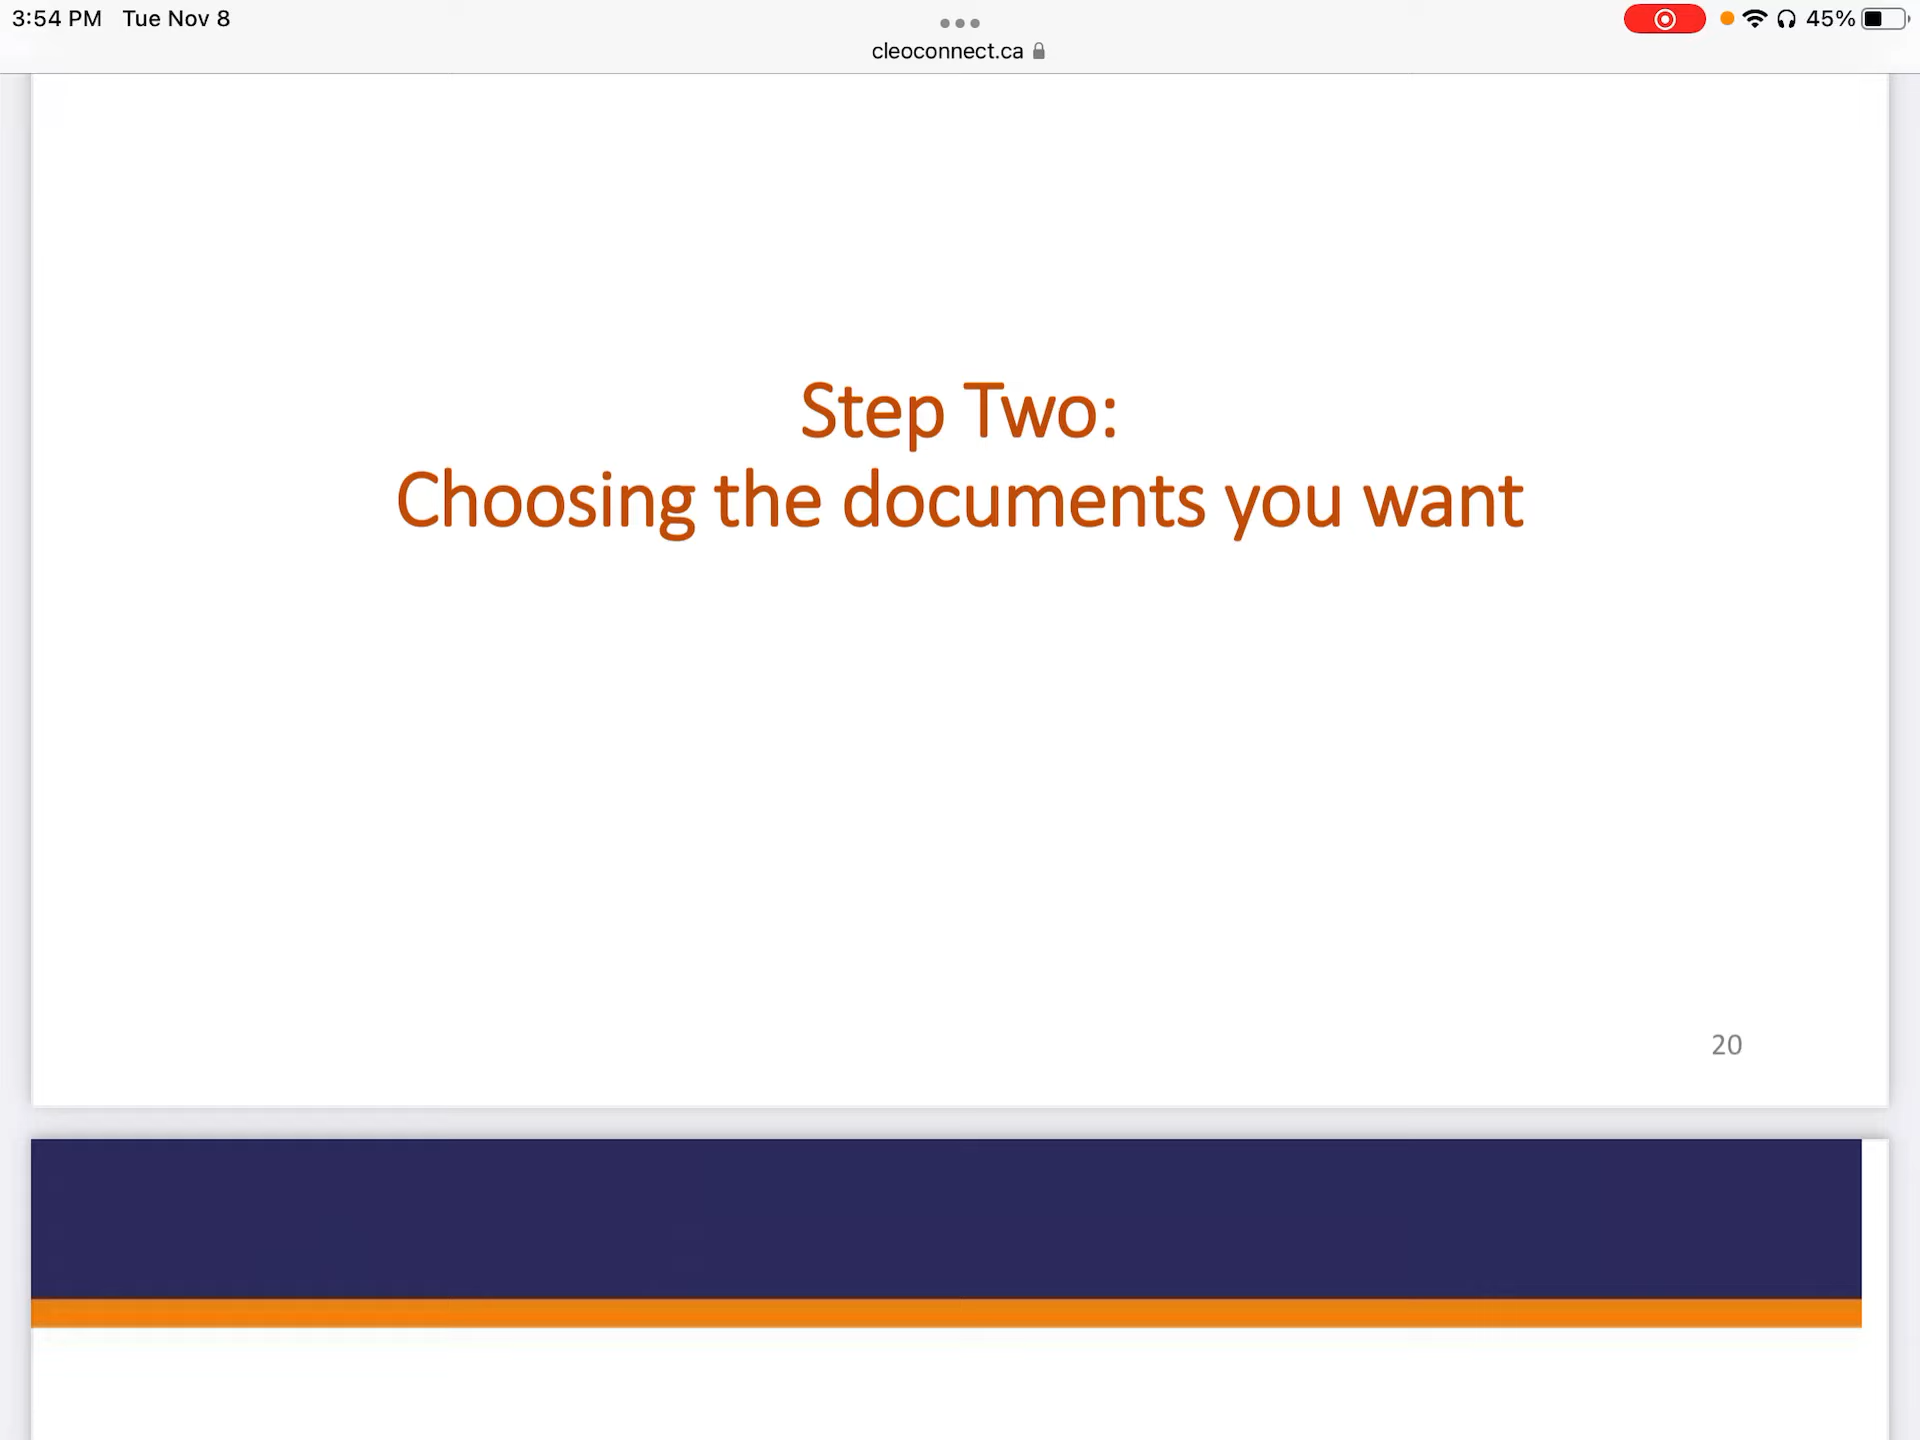 3:54 PM Tue Nov 8
45%
cleoconnect.ca
Step Two:
Choosing the documents you want
20